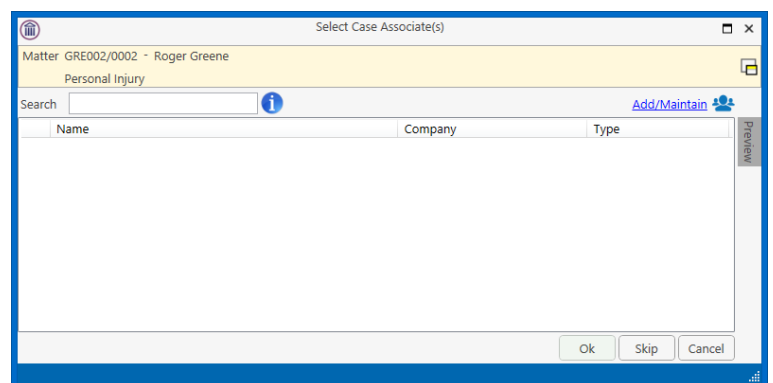 Select Case Associate(s)
Matter GRE002/0002 - Roger Greene
Personal Injury
Search Add/Maintain
Name Company Type
Preview
Ok Skip Cancel